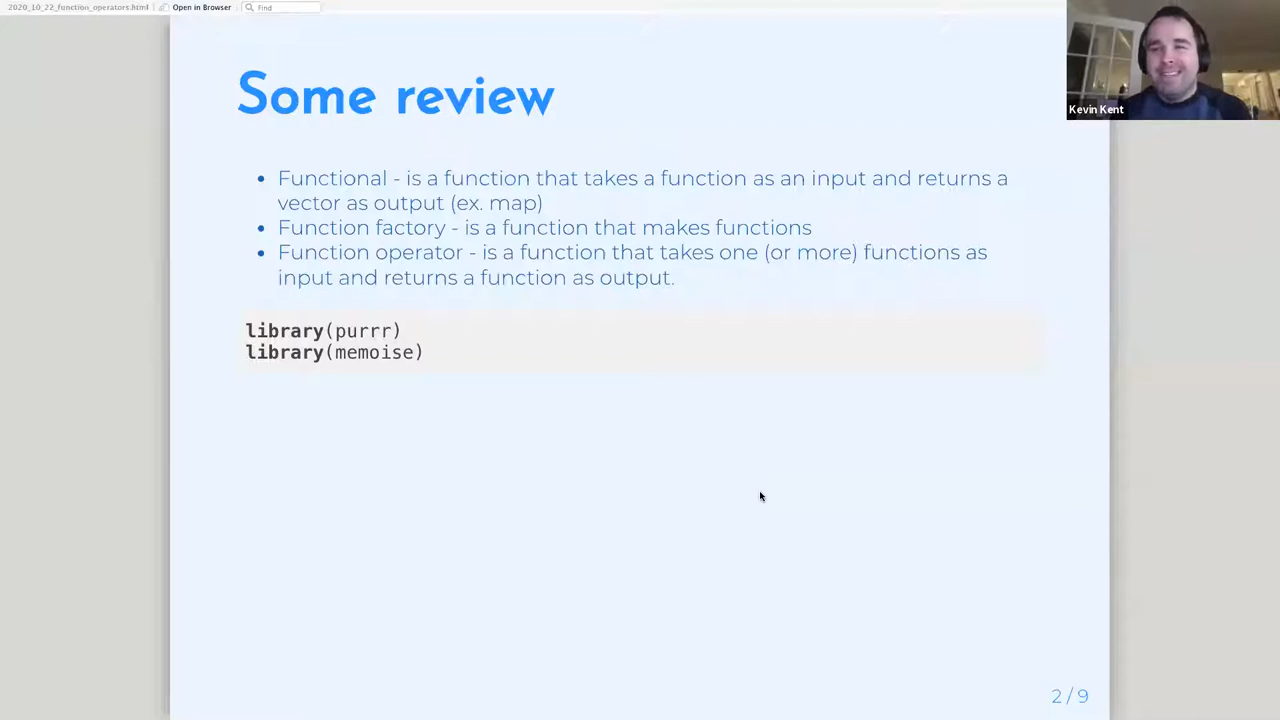 2020_10_22_function_operators.html Open in Browser Find
Kevin Kent
Some review
• Functional - is a function that takes a function as an input and returns a
vector as output (ex. map)
• Function factory - is a function that makes functions
• Function operator - is a function that takes one (or more) functions as
input and returns a function as output.
library(purrr)
library(memoise)
2 / 9